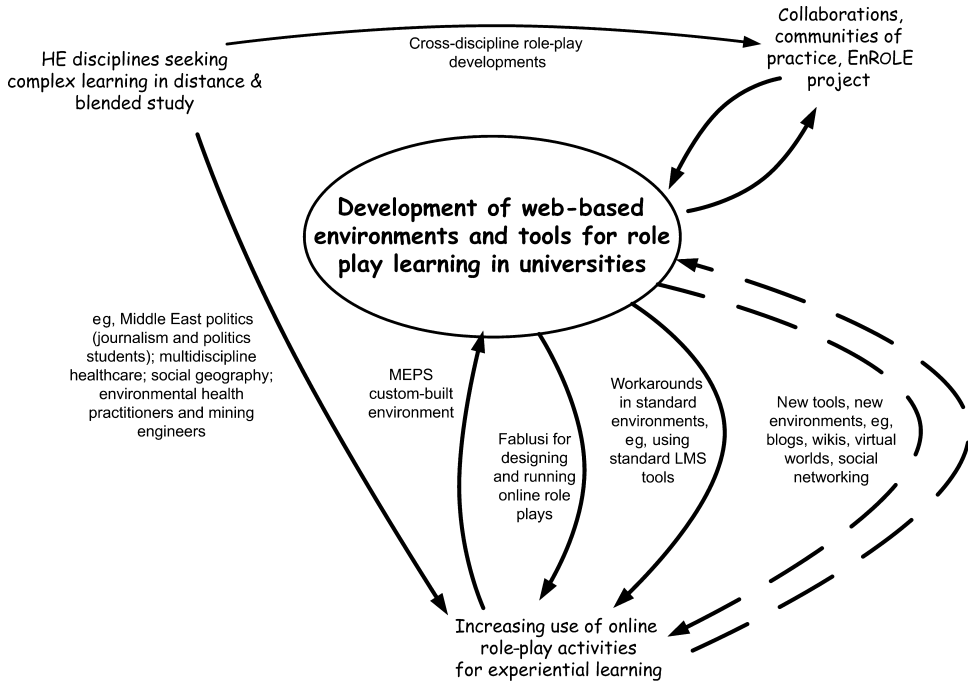 HE disciplines seeking
complex learning in distance &
blended study
Cross-discipline role-play
developments
Collaborations,
communities of
practice, EnROLE
project
Development of web-based
environments and tools for role
play learning in universities
eg, Middle East politics
(journalism and politics
students); multidiscipline
healthcare; social geography;
environmental health
practitioners and mining
engineers
MEPS
custom-built
environment
Fablusi for
designing
and running
online role
plays
Workarounds
in standard
environments,
eg, using
standard LMS
tools
New tools, new
environments, eg,
blogs, wikis, virtual
worlds, social
networking
Increasing use of online
role-play activities
for experiential learning